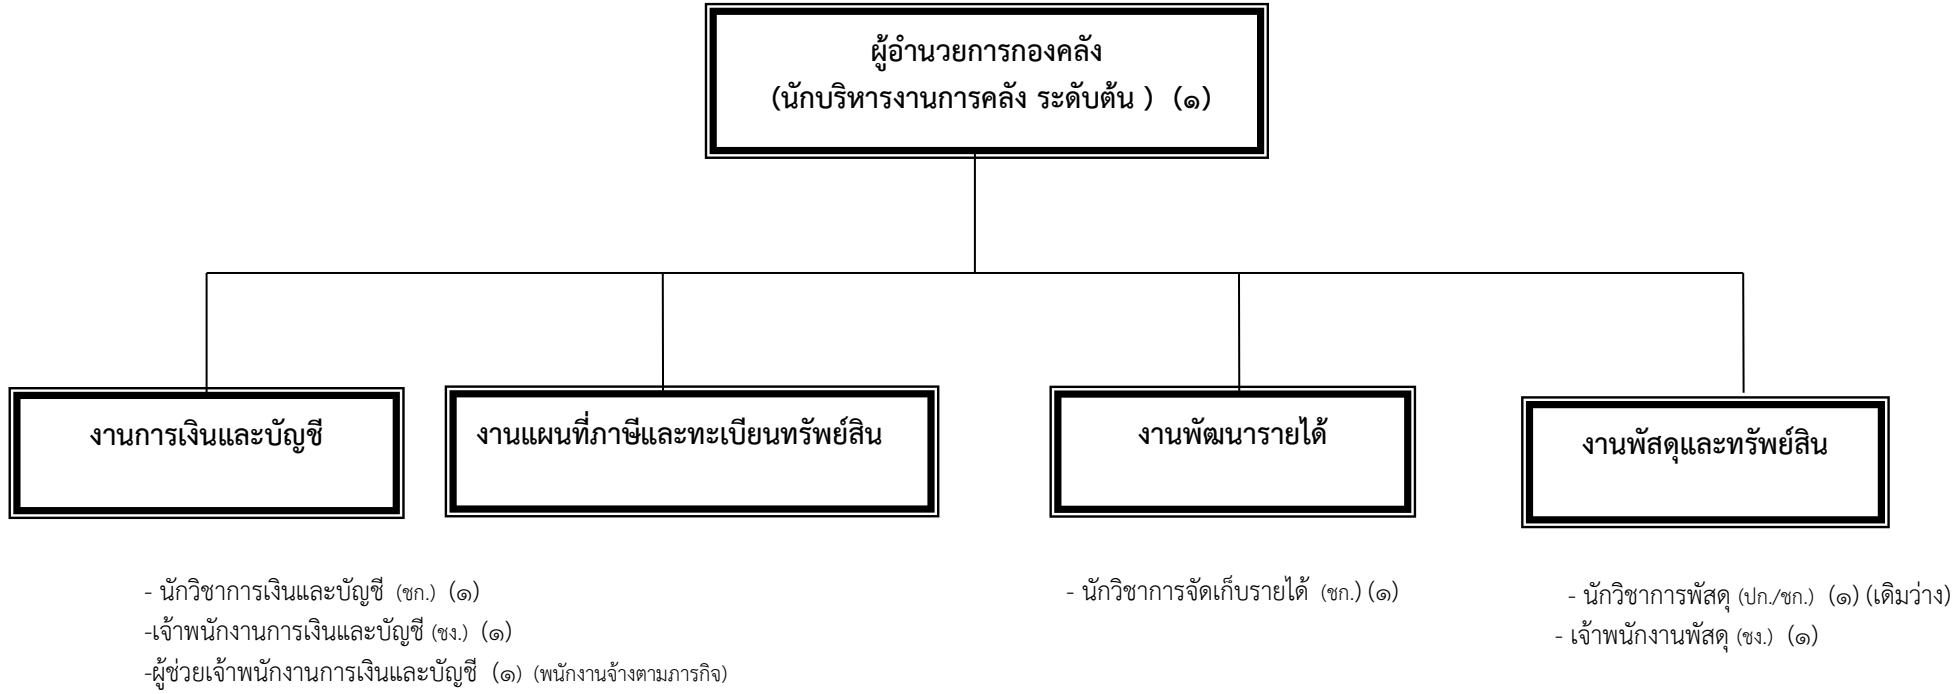 ผู้อำนวยการกองคลัง
(นักบริหารงานการคลัง ระดับต้น ) (๑)
งานการเงินและบัญชี
งานแผนที่ภาษีและทะเบียนทรัพย์สิน
งานพัฒนารายได้
งานพัสดุและทรัพย์สิน
- นักวิชาการเงินและบัญชี (ชก.) (๑)
-เจ้าพนักงานการเงินและบัญชี (ชง.) (๑)
-ผู้ช่วยเจ้าพนักงานการเงินและบัญชี (๑) (พนักงานจ้างตามภารกิจ)
- นักวิชาการจัดเก็บรายได้ (ชก.) (๑)
- นักวิชาการพัสดุ (ปก./ชก.) (๑) (เดิมว่าง)
- เจ้าพนักงานพัสดุ (ชง.) (๑)